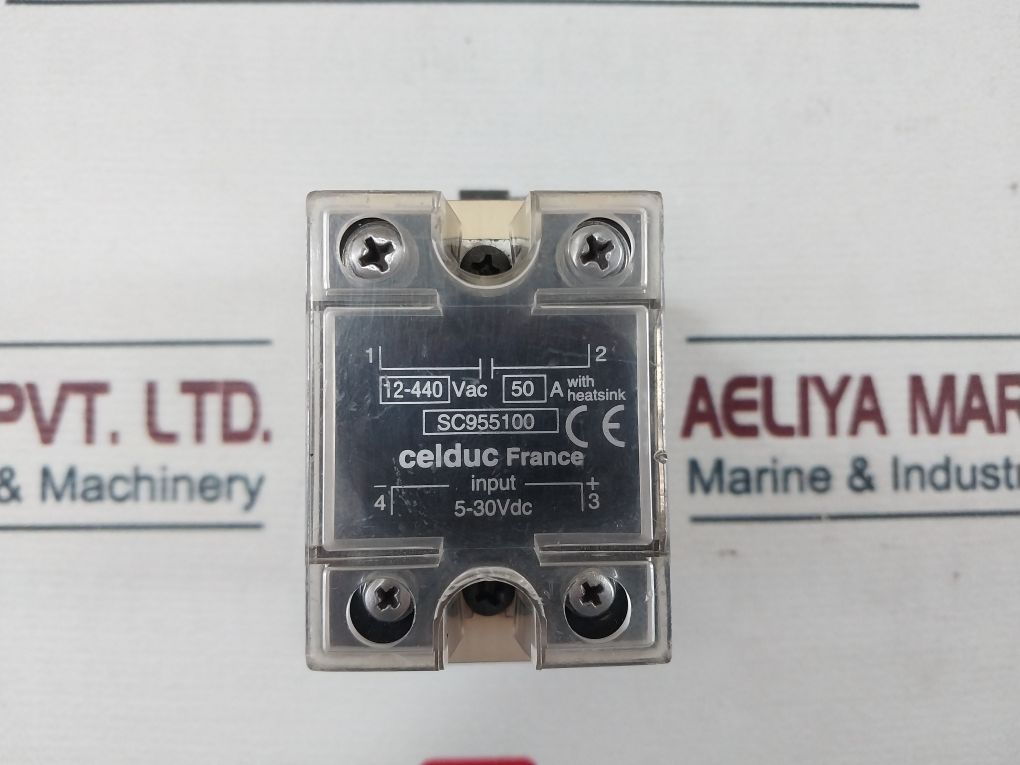 1 2
12-440 Vac 50 A with heatsink
SC955100 CE
celduc France
input
- +
4 5-30Vdc 3
PVT. LTD.
& Machinery
AELIYA MAR
Marine & Indust